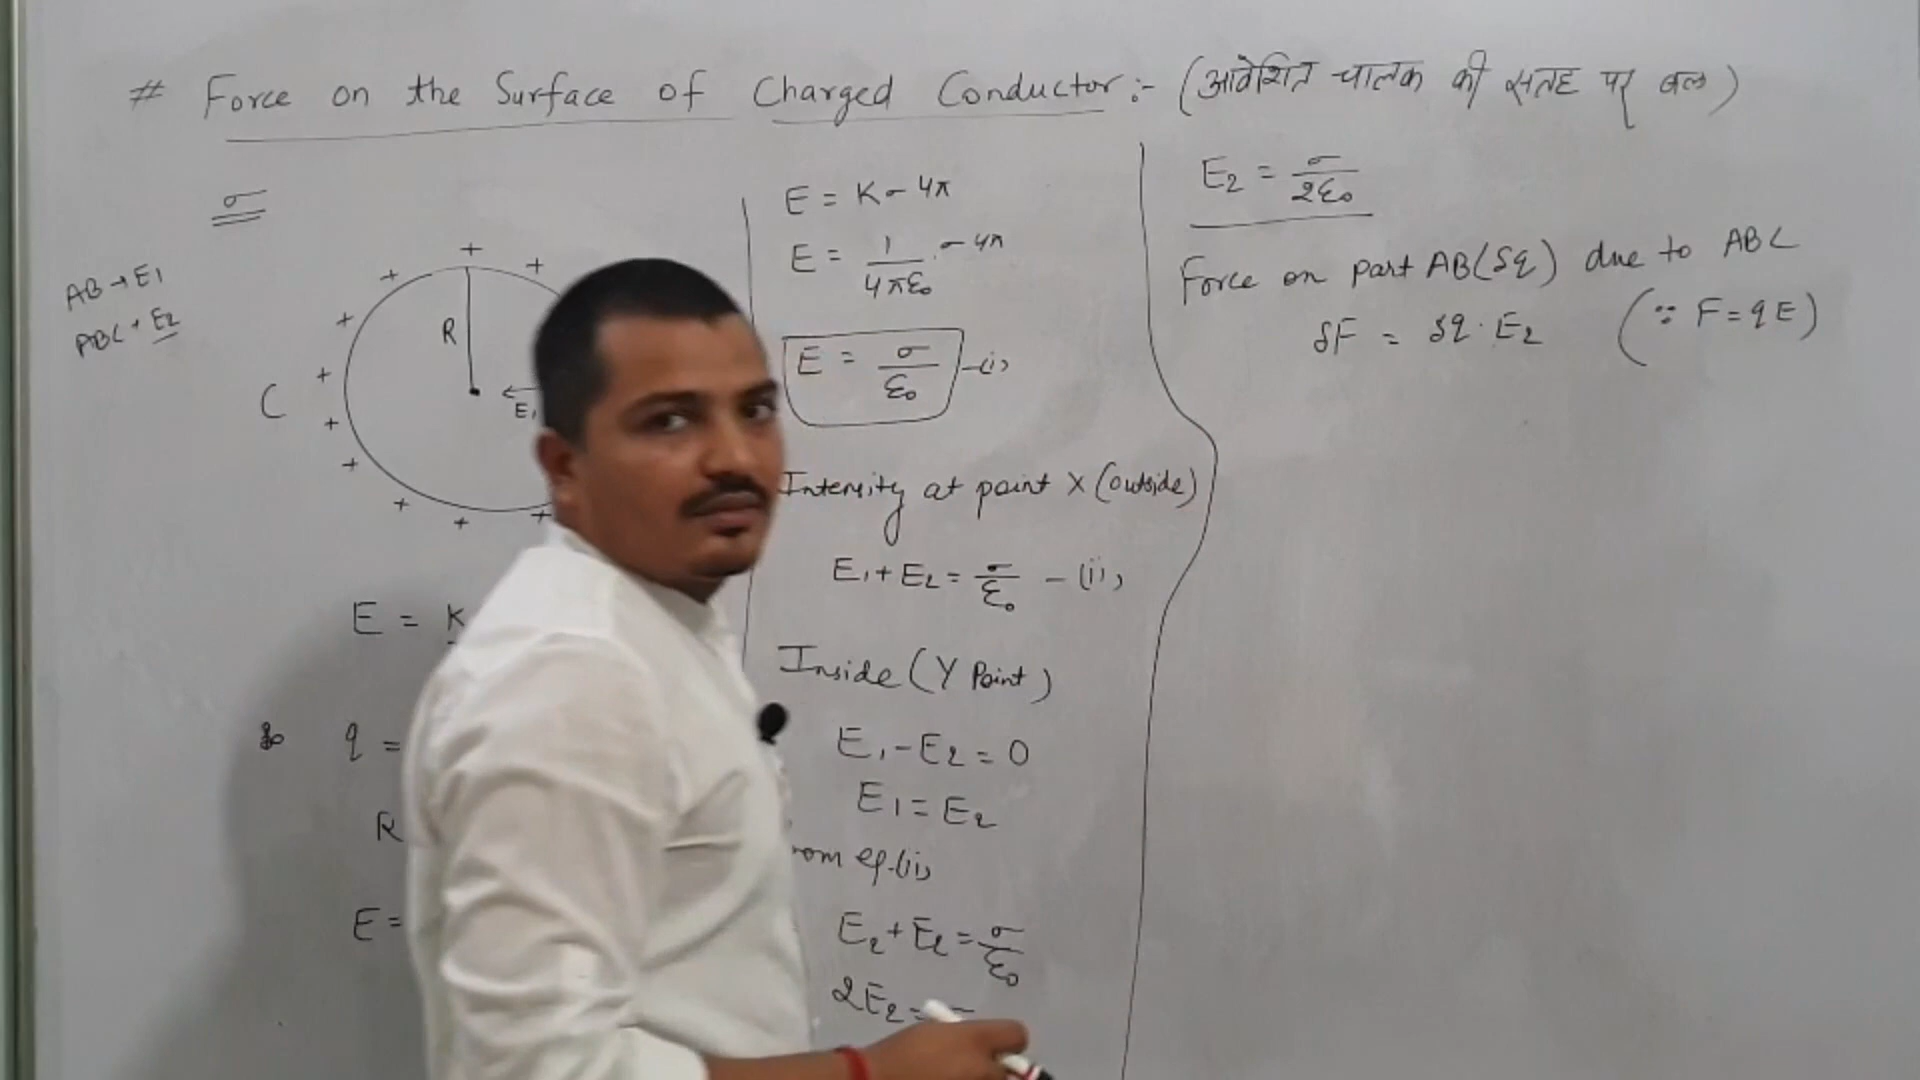 # Force on the Surface of Charged Conductor :- (आवेशित चालक की सतह पर बल)
σ
AB → E1
ABC → E2
R
C
E1
E = K
q =
R
E =
E = Kσ 4π
E = 1/4πε₀ · σ 4π
E = σ/ε₀ -(i)
Intensity at point X (outside)
E1 + E2 = σ/ε₀ - (ii)
Inside (Y Point)
E1 - E2 = 0
E1 = E2
eq.(ii)
E2 + E2 = σ/ε₀
2E2 =
E2 = σ/2ε₀
Force on part AB(δq) due to ABC
δF = δq · E2 (∵ F = qE)